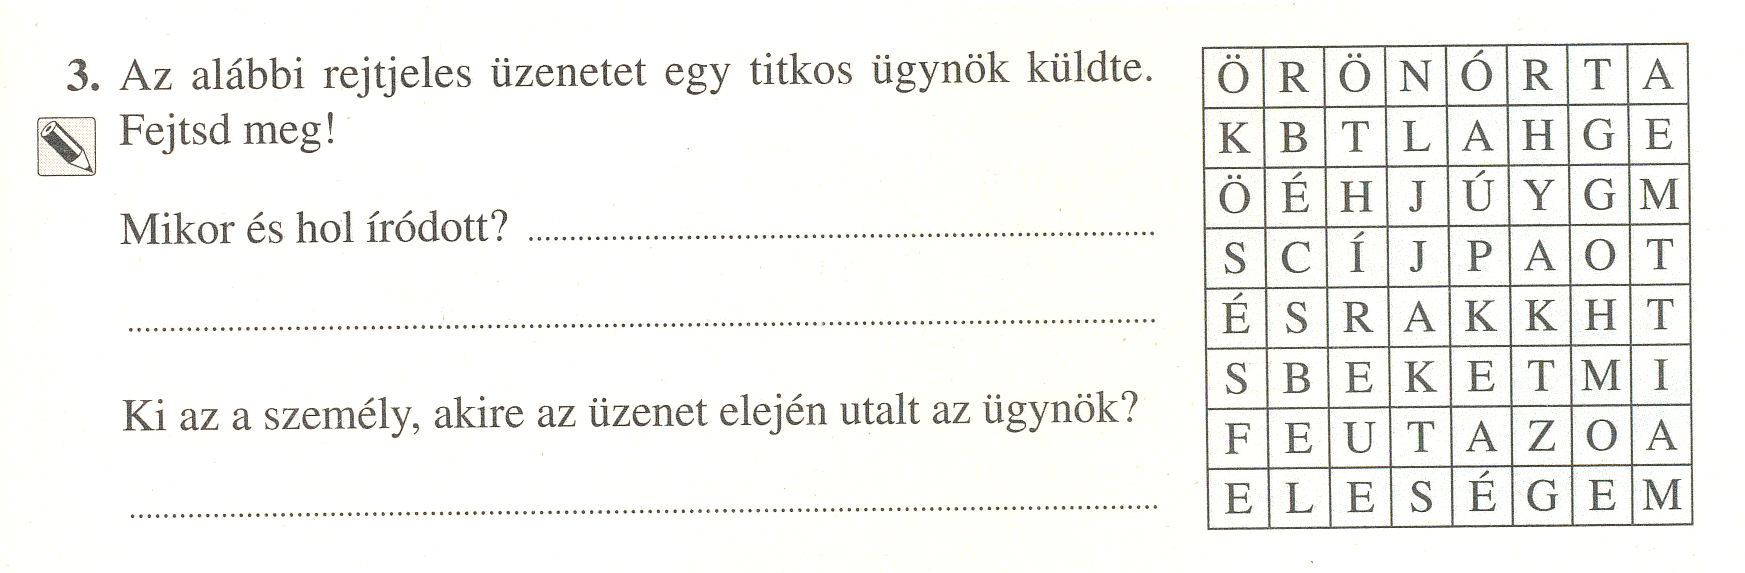 3. Az alábbi rejtjeles üzenetet egy titkos ügynök küldte.
Fejtsd meg!
Mikor és hol íródott? ........................................
........................................
Ki az a személy, akire az üzenet elején utalt az ügynök?
........................................
Ö R Ö N Ó R T A
K B T L A H G E
Ö É H J Ú Y G M
S C Í J P A O T
É S R A K K H T
S B E K E T M I
F E U T A Z O A
E L E S É G E M